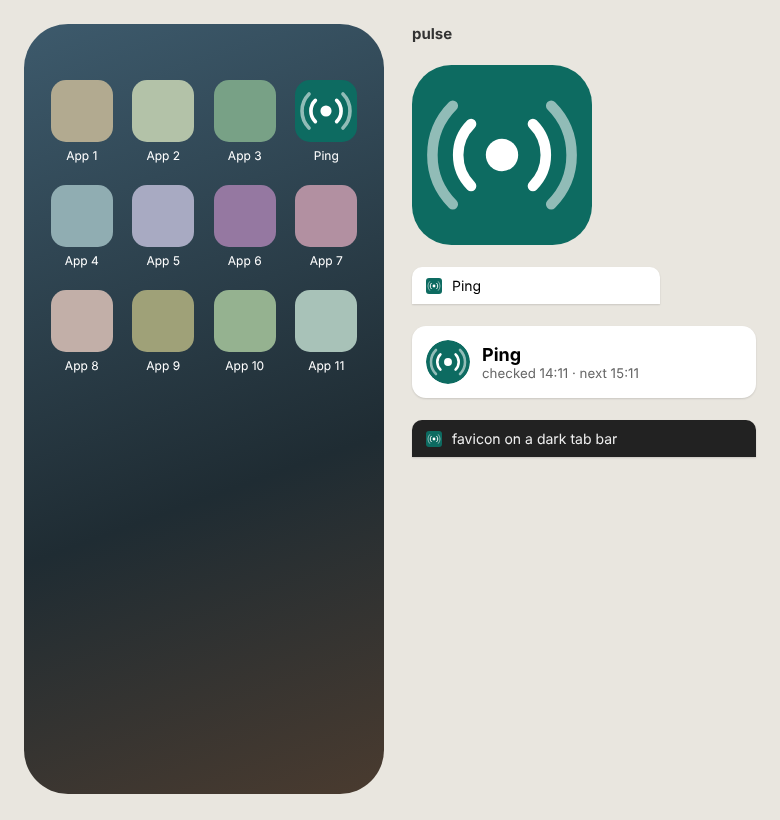 App 1
App 2
App 3
Ping
App 4
App 5
App 6
App 7
App 8
App 9
App 10
App 11
pulse
Ping
Ping
checked 14:11 · next 15:11
favicon on a dark tab bar